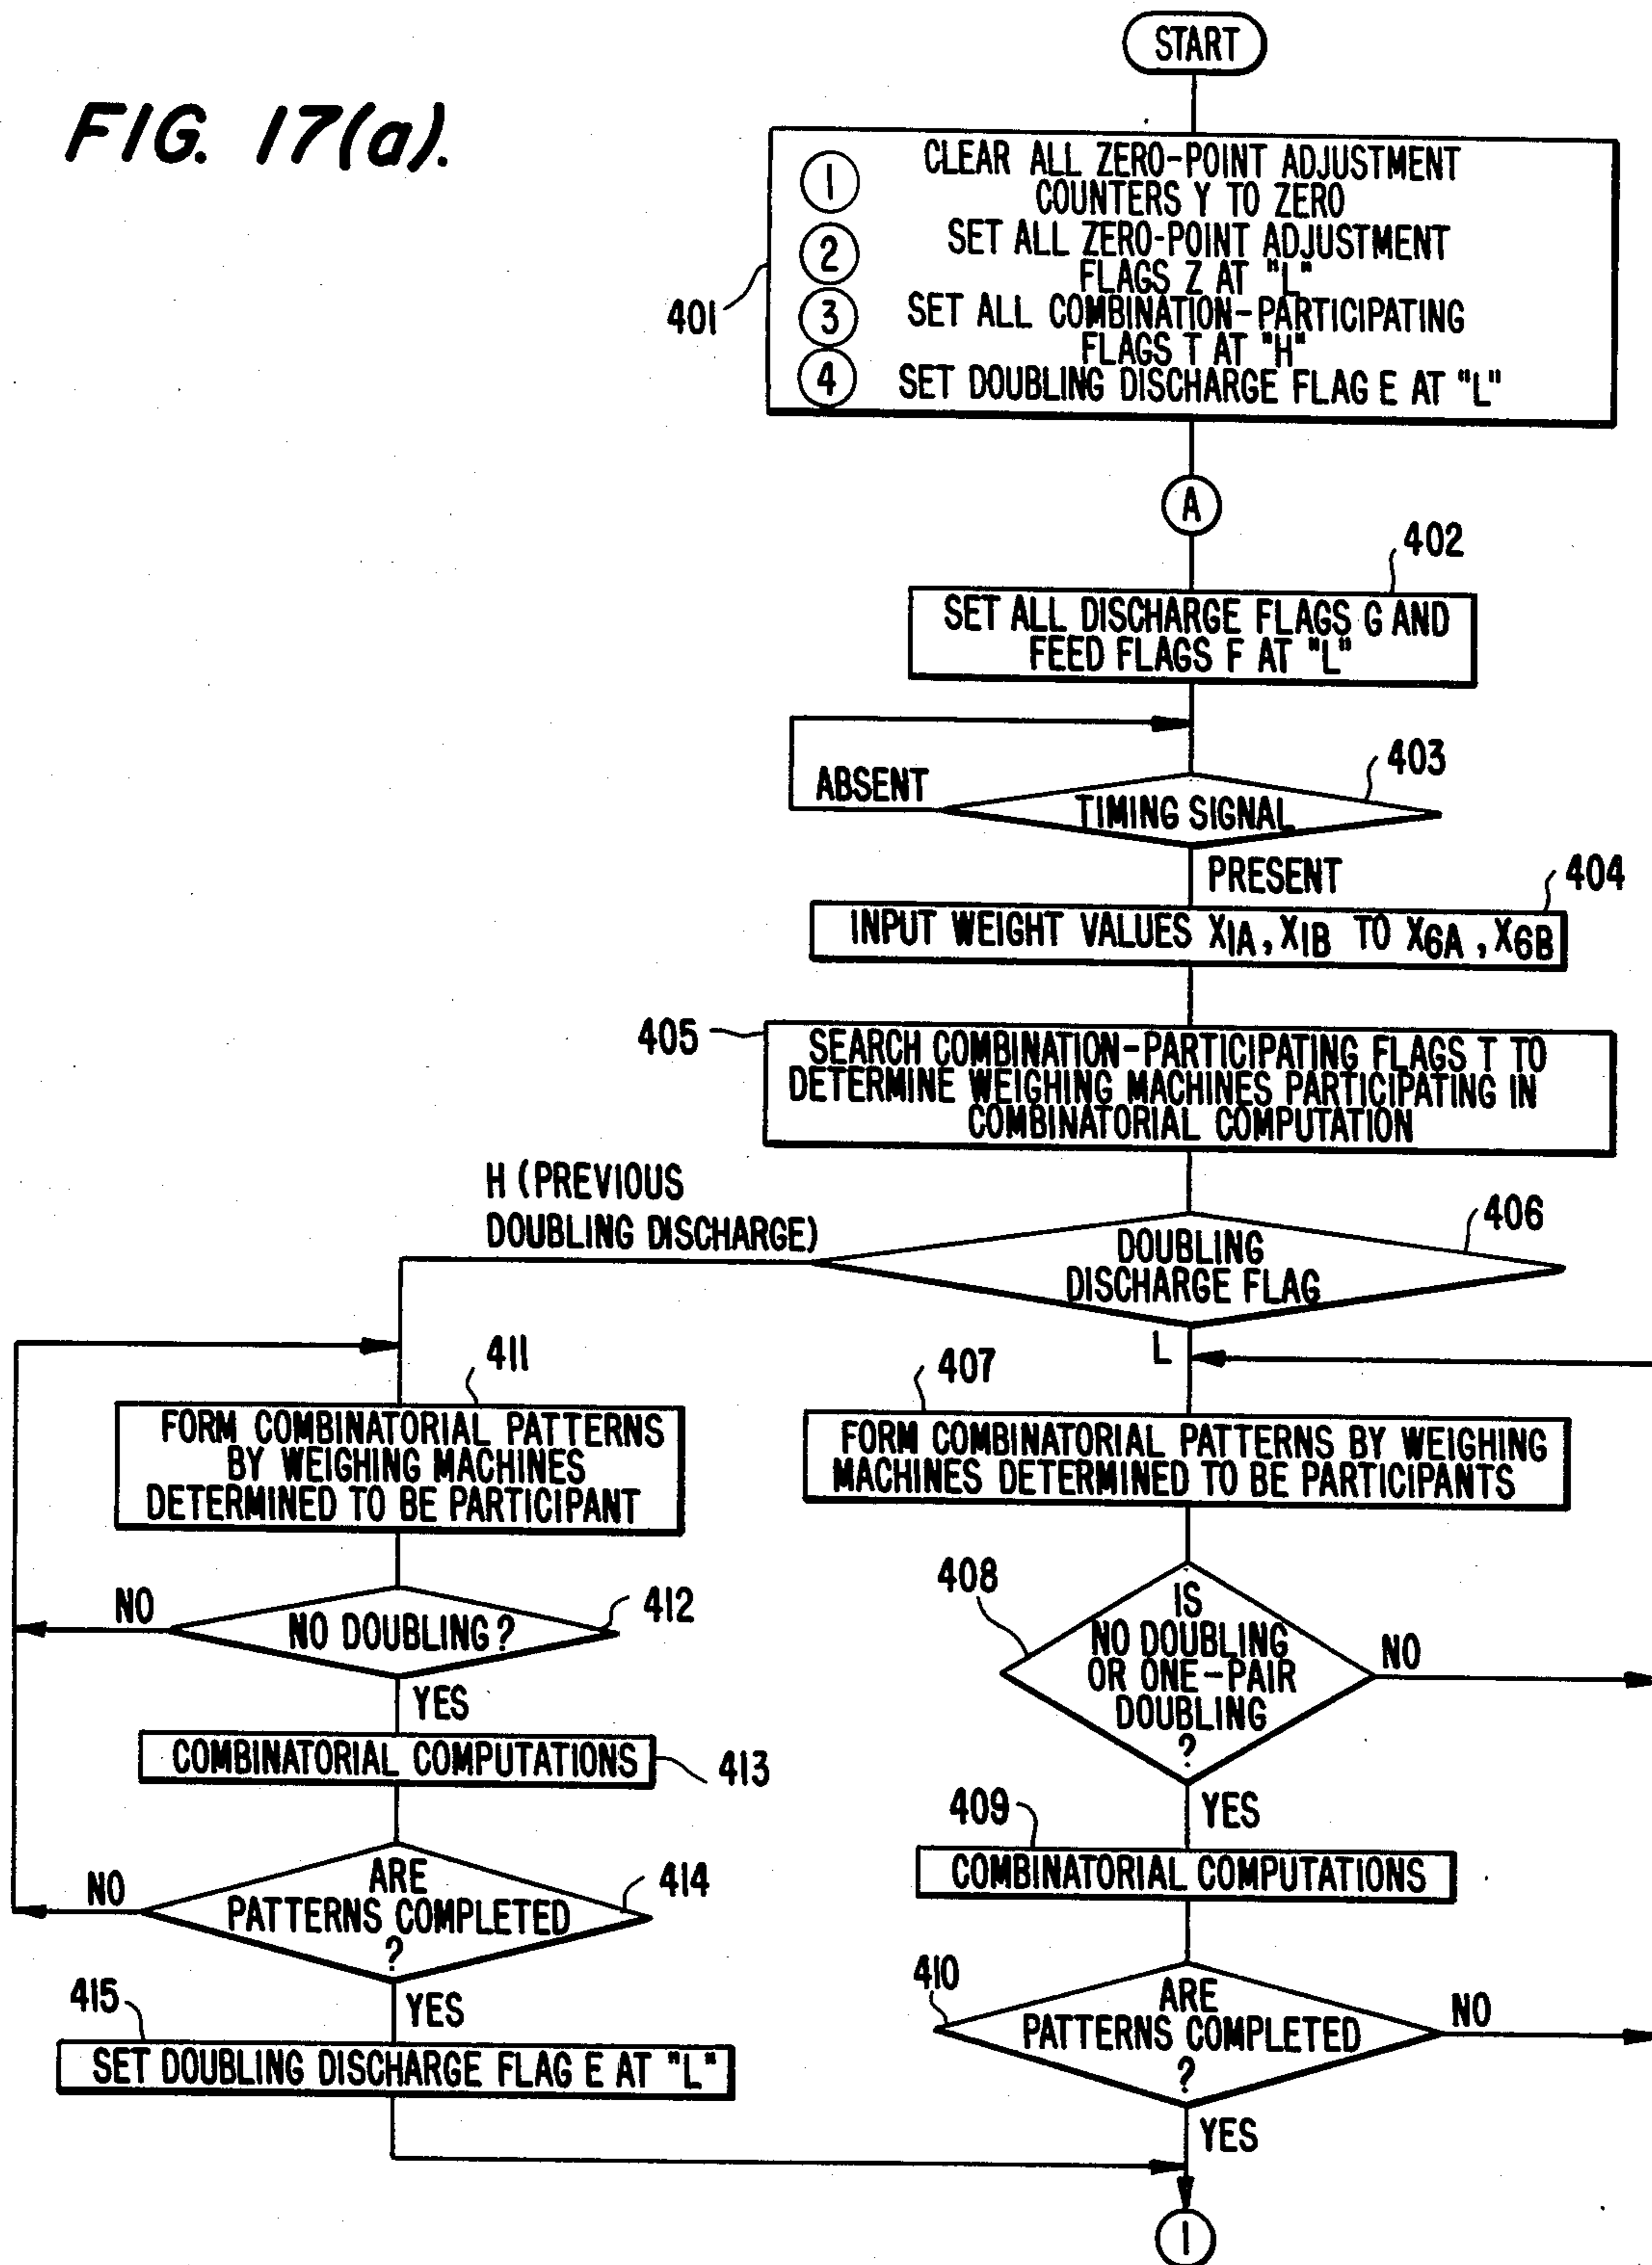 FIG. 17(a).
START
401
1 CLEAR ALL ZERO-POINT ADJUSTMENT
COUNTERS Y TO ZERO
2 SET ALL ZERO-POINT ADJUSTMENT
FLAGS Z AT "L"
3 SET ALL COMBINATION-PARTICIPATING
FLAGS T AT "H"
4 SET DOUBLING DISCHARGE FLAG E AT "L"
A
402
SET ALL DISCHARGE FLAGS G AND
FEED FLAGS F AT "L"
403
ABSENT
TIMING SIGNAL
PRESENT
404
INPUT WEIGHT VALUES X1A, X1B TO X6A, X6B
405
SEARCH COMBINATION-PARTICIPATING FLAGS T TO
DETERMINE WEIGHING MACHINES PARTICIPATING IN
COMBINATORIAL COMPUTATION
H (PREVIOUS
DOUBLING DISCHARGE)
406
DOUBLING
DISCHARGE FLAG
L
411
FORM COMBINATORIAL PATTERNS
BY WEIGHING MACHINES
DETERMINED TO BE PARTICIPANT
407
FORM COMBINATORIAL PATTERNS BY WEIGHING
MACHINES DETERMINED TO BE PARTICIPANTS
NO
NO DOUBLING?
412
YES
408
IS
NO DOUBLING
OR ONE-PAIR
DOUBLING
?
NO
YES
COMBINATORIAL COMPUTATIONS
413
409
COMBINATORIAL COMPUTATIONS
NO
ARE
PATTERNS COMPLETED
?
414
YES
410
ARE
PATTERNS COMPLETED
?
NO
YES
415
SET DOUBLING DISCHARGE FLAG E AT "L"
1